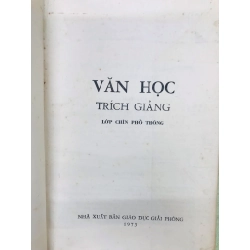 VĂN HỌC
TRÍCH GIẢNG
LỚP CHÍN PHỔ THÔNG
NHÀ XUẤT BẢN GIÁO DỤC GIẢI PHÓNG
1973